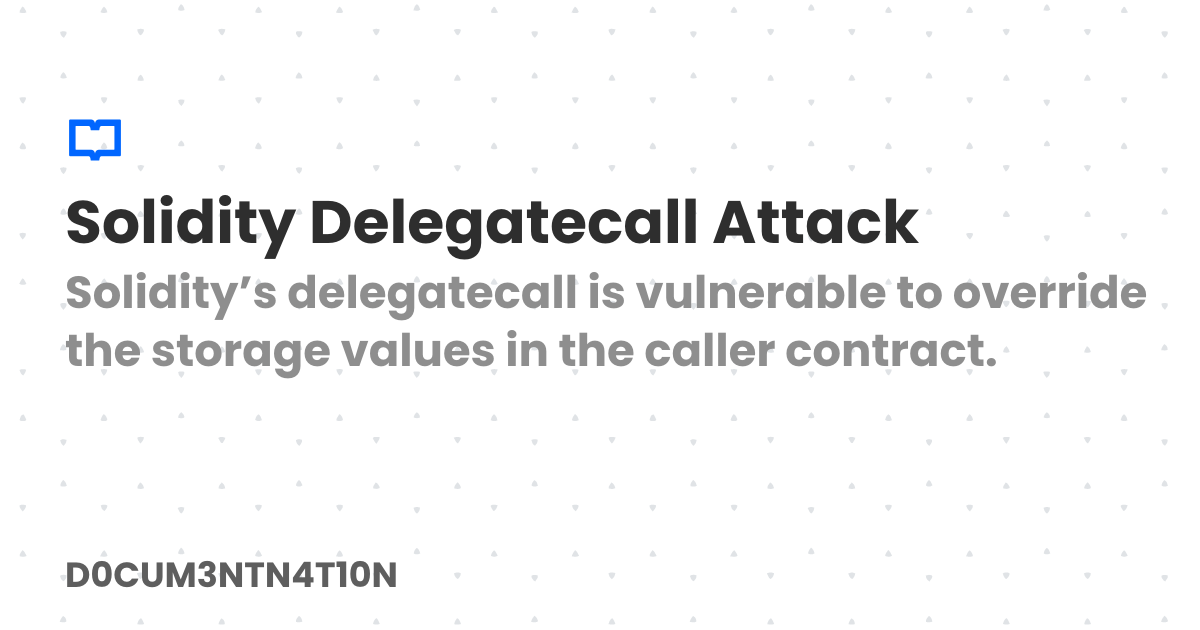 Solidity Delegatecall Attack
Solidity’s delegatecall is vulnerable to override
the storage values in the caller contract.
D0CUM3NTN4T10N